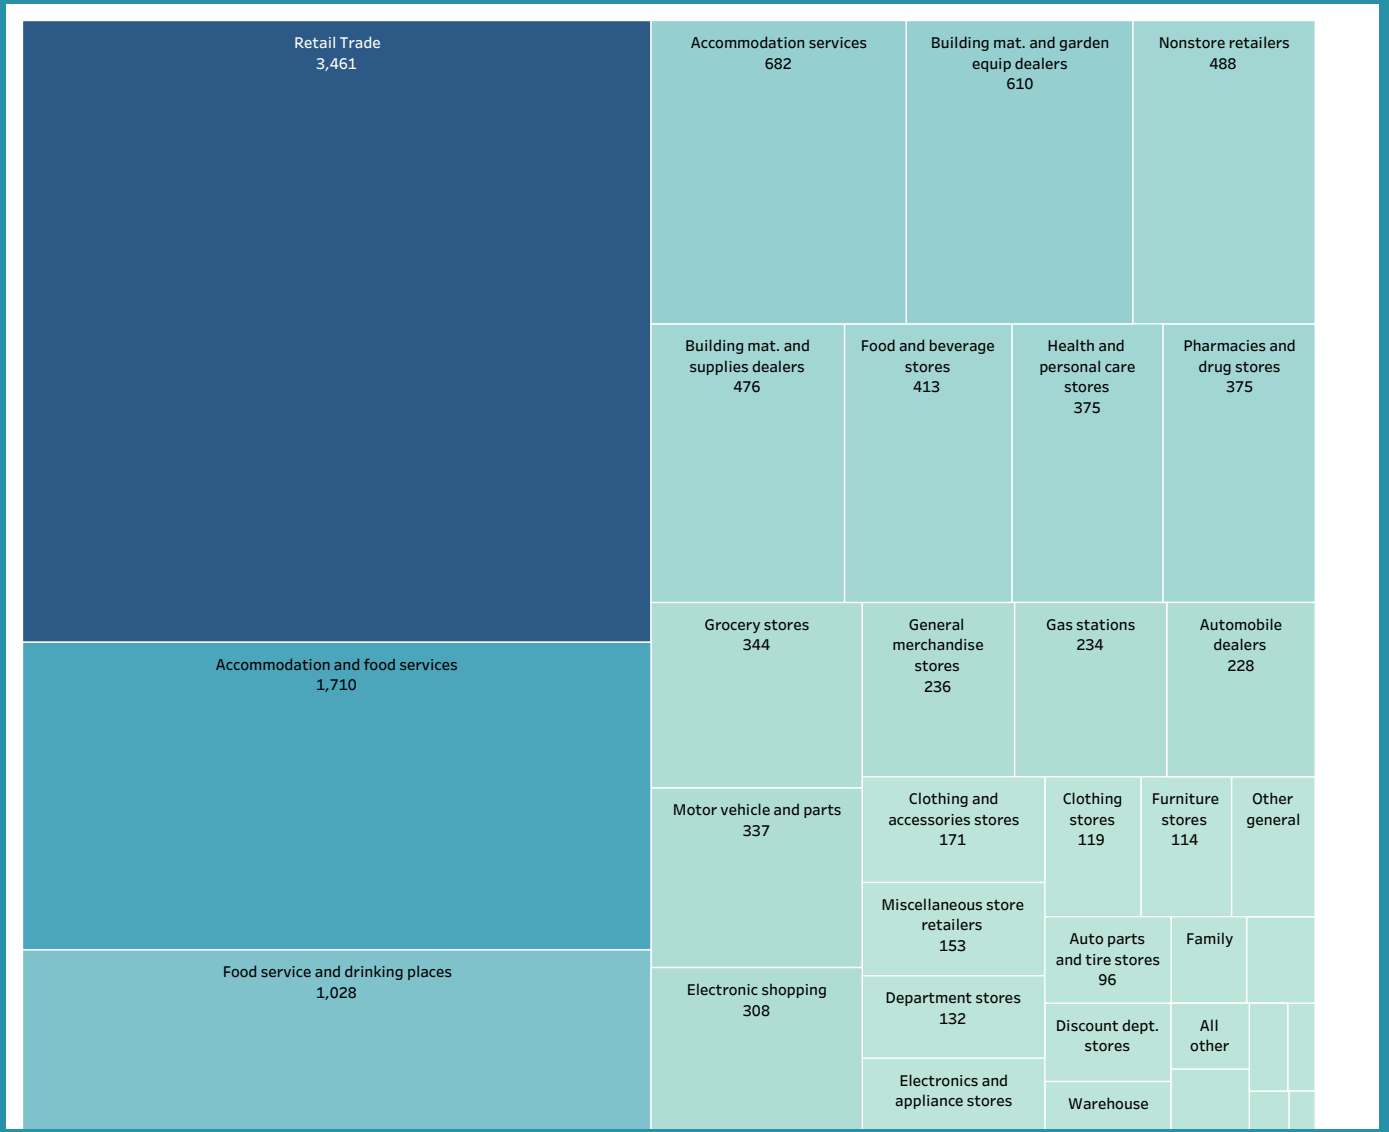 Retail Trade
3,461
Accommodation and food services
1,710
Food service and drinking places
1,028
Accommodation services
682
Building mat. and garden
equip dealers
610
Nonstore retailers
488
Building mat. and
supplies dealers
476
Food and beverage
stores
413
Health and
personal care
stores
375
Pharmacies and
drug stores
375
Grocery stores
344
Motor vehicle and parts
337
Electronic shopping
308
General
merchandise
stores
236
Gas stations
234
Automobile
dealers
228
Clothing and
accessories stores
171
Miscellaneous store
retailers
153
Department stores
132
Electronics and
appliance stores
Clothing
stores
119
Furniture
stores
114
Other
general
Auto parts
and tire stores
96
Family
Discount dept.
stores
All
other
Warehouse